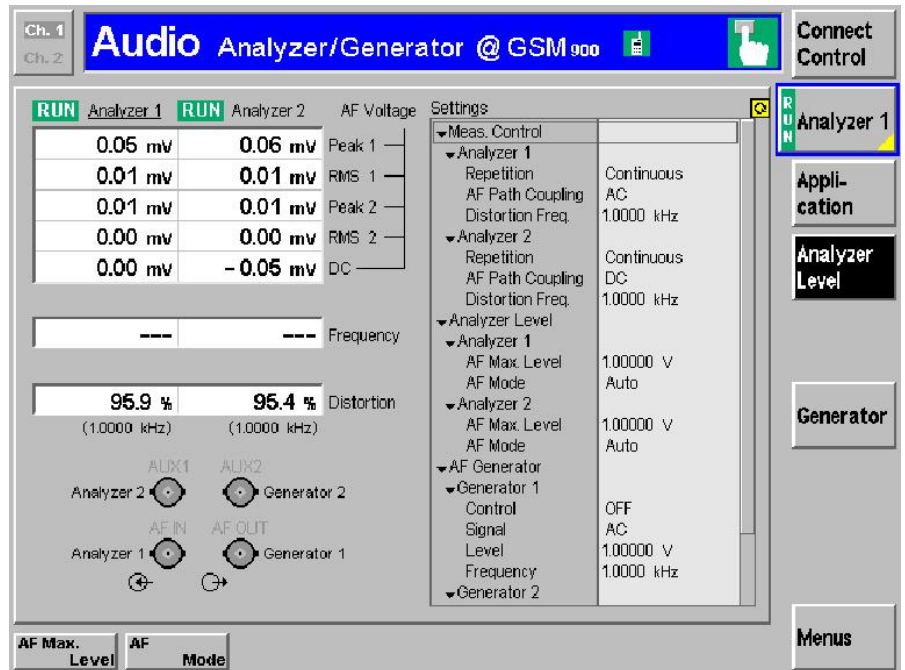 Ch. 1
Ch. 2
Audio Analyzer/Generator @ GSM 900
Connect Control
RUN Analyzer 1 RUN Analyzer 2 AF Voltage
0.05 mV 0.06 mV Peak 1
0.01 mV 0.01 mV RMS 1
0.01 mV 0.01 mV Peak 2
0.00 mV 0.00 mV RMS 2
0.00 mV - 0.05 mV DC
--- --- Frequency
95.9 % 95.4 % Distortion
(1.0000 kHz) (1.0000 kHz)
AUX1 AUX2
Analyzer 2 Generator 2
AF IN AF OUT
Analyzer 1 Generator 1
Settings
Meas. Control
Analyzer 1
Repetition Continuous
AF Path Coupling AC
Distortion Freq. 1.0000 kHz
Analyzer 2
Repetition Continuous
AF Path Coupling DC
Distortion Freq. 1.0000 kHz
Analyzer Level
Analyzer 1
AF Max. Level 1.00000 V
AF Mode Auto
Analyzer 2
AF Max. Level 1.00000 V
AF Mode Auto
AF Generator
Generator 1
Control OFF
Signal AC
Level 1.00000 V
Frequency 1.0000 kHz
Generator 2
RUN Analyzer 1
Appli-
cation
Analyzer
Level
Generator
Menus
AF Max.
Level
AF
Mode